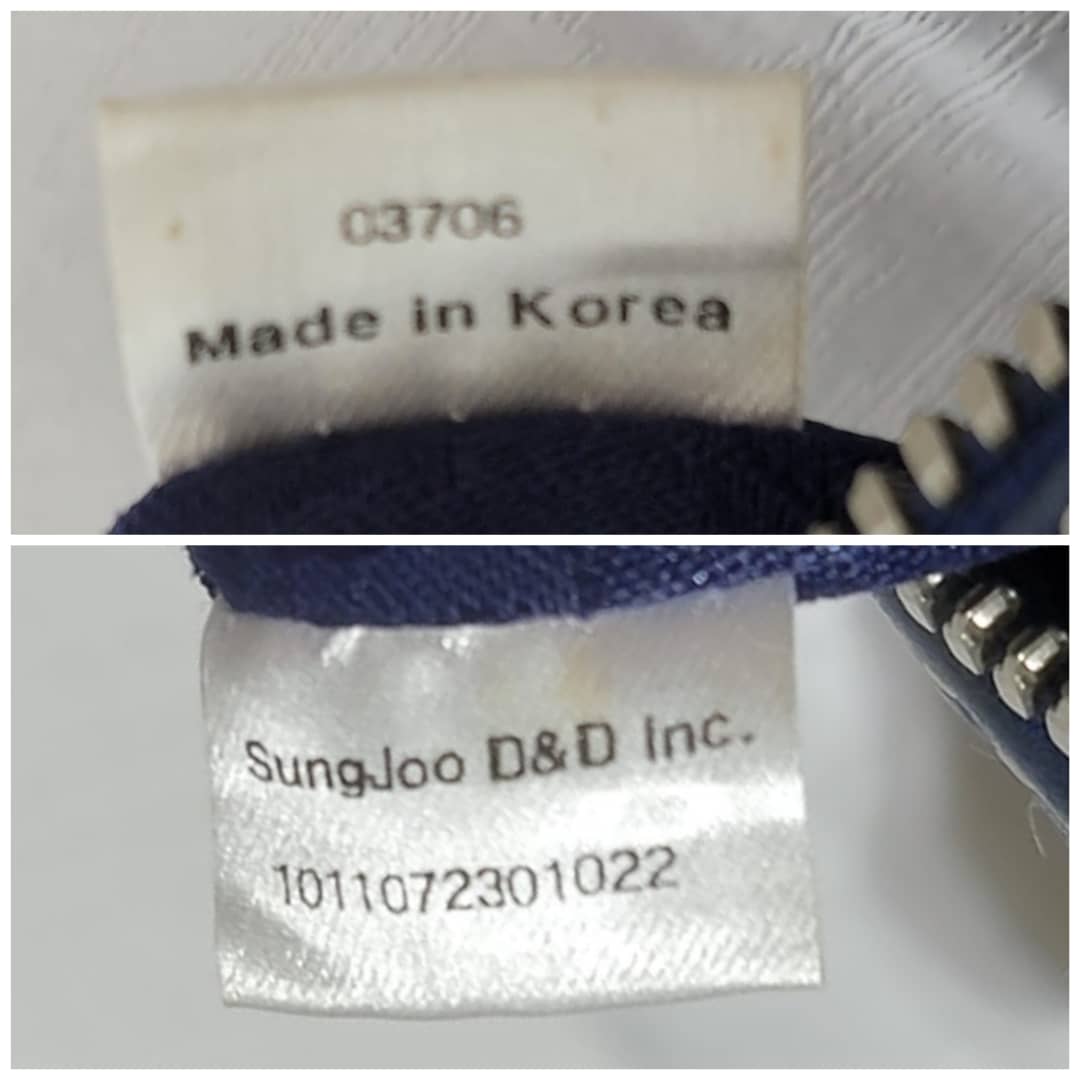 03706
Made in Korea
SungJoo D&D Inc.
1011072301022